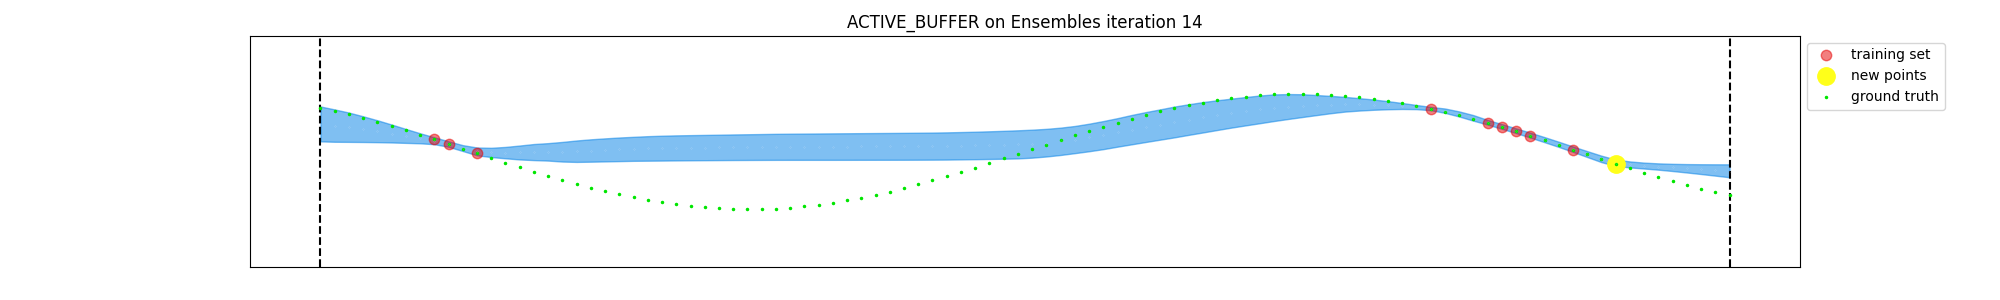 ACTIVE_BUFFER on Ensembles iteration 14
training set
new points
ground truth